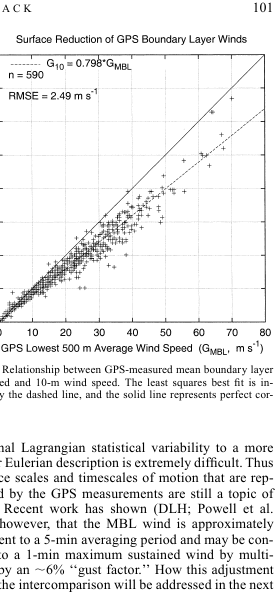 ACK 101
Surface Reduction of GPS Boundary Layer Winds
G10 = 0.798*GMBL
n = 590
RMSE = 2.49 m s-1
10 20 30 40 50 60 70 80
GPS Lowest 500 m Average Wind Speed (GMBL, m s-1)
Relationship between GPS-measured mean boundary layer
ed and 10-m wind speed. The least squares best fit is in-
y the dashed line, and the solid line represents perfect cor-
nal Lagrangian statistical variability to a more
r Eulerian description is extremely difficult. Thus
ce scales and timescales of motion that are rep-
d by the GPS measurements are still a topic of
Recent work has shown (DLH; Powell et al.
however, that the MBL wind is approximately
ent to a 5-min averaging period and may be con-
to a 1-min maximum sustained wind by multi-
by an ~6% “gust factor.” How this adjustment
the intercomparison will be addressed in the next